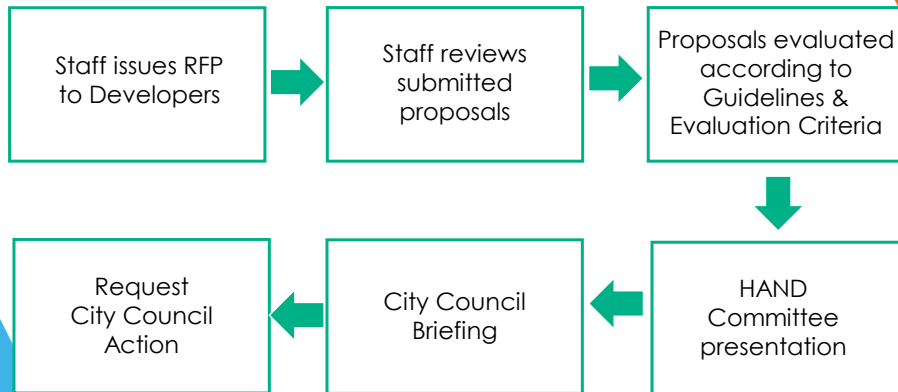 Staff issues RFP
to Developers
Staff reviews
submitted
proposals
Proposals evaluated
according to
Guidelines &
Evaluation Criteria
HAND
Committee
presentation
City Council
Briefing
Request
City Council
Action